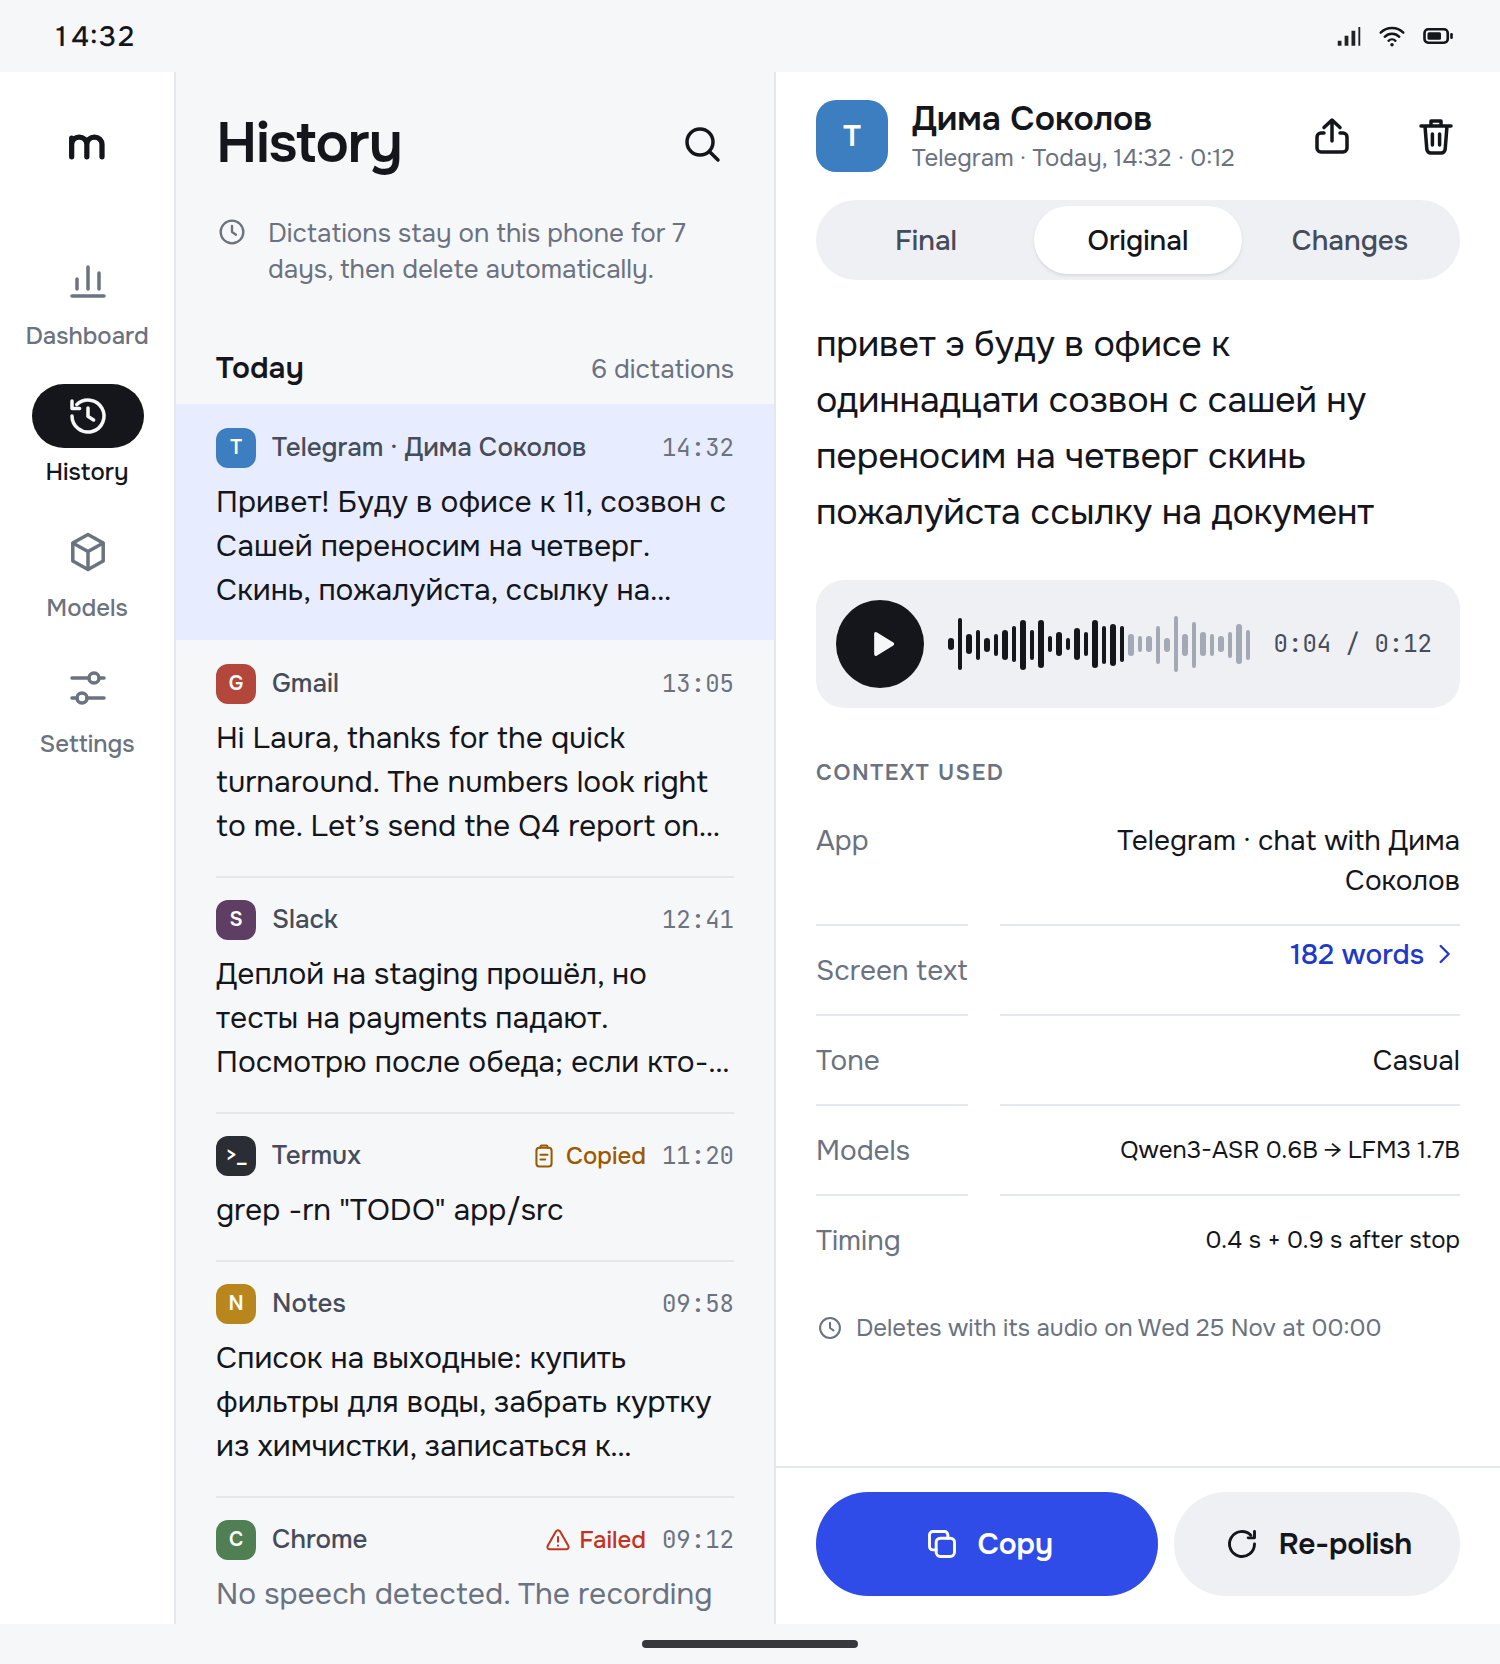 14:32
m
Dashboard
History
Models
Settings
History
Dictations stay on this phone for 7
days, then delete automatically.
Today
6 dictations
T Telegram · Дима Соколов 14:32
Привет! Буду в офисе к 11, созвон с
Сашей переносим на четверг.
Скинь, пожалуйста, ссылку на...
G Gmail 13:05
Hi Laura, thanks for the quick
turnaround. The numbers look right
to me. Let’s send the Q4 report on...
S Slack 12:41
Деплой на staging прошёл, но
тесты на payments падают.
Посмотрю после обеда; если кто-...
>_ Termux Copied 11:20
grep -rn "TODO" app/src
N Notes 09:58
Список на выходные: купить
фильтры для воды, забрать куртку
из химчистки, записаться к...
C Chrome Failed 09:12
No speech detected. The recording
T
Дима Соколов
Telegram · Today, 14:32 · 0:12
Final Original Changes
привет э буду в офисе к
одиннадцати созвон с сашей ну
переносим на четверг скинь
пожалуйста ссылку на документ
0:04 / 0:12
CONTEXT USED
App Telegram · chat with Дима
Соколов
Screen text 182 words
Tone Casual
Models Qwen3-ASR 0.6B → LFM3 1.7B
Timing 0.4 s + 0.9 s after stop
Deletes with its audio on Wed 25 Nov at 00:00
Copy Re-polish